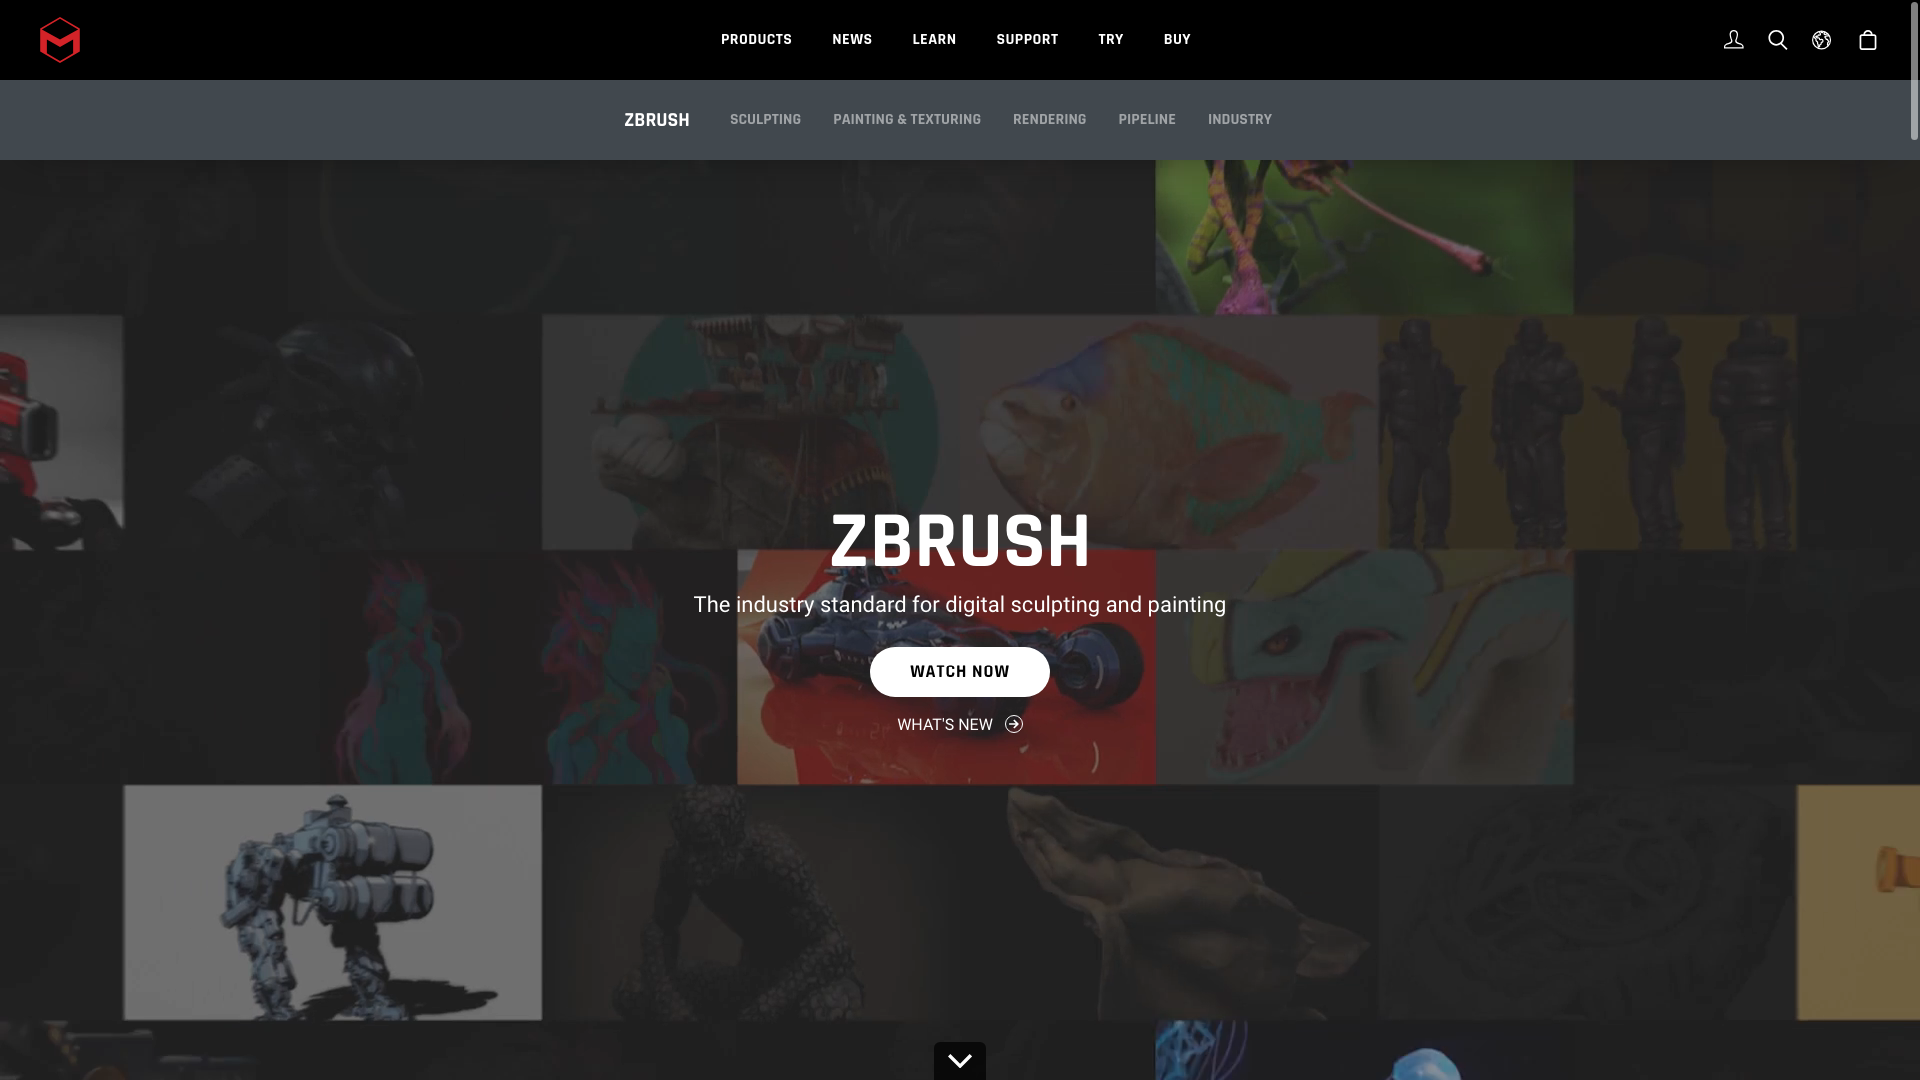 PRODUCTS NEWS LEARN SUPPORT TRY BUY
ZBRUSH SCULPTING PAINTING & TEXTURING RENDERING PIPELINE INDUSTRY
ZBRUSH
The industry standard for digital sculpting and painting
WATCH NOW
WHAT'S NEW